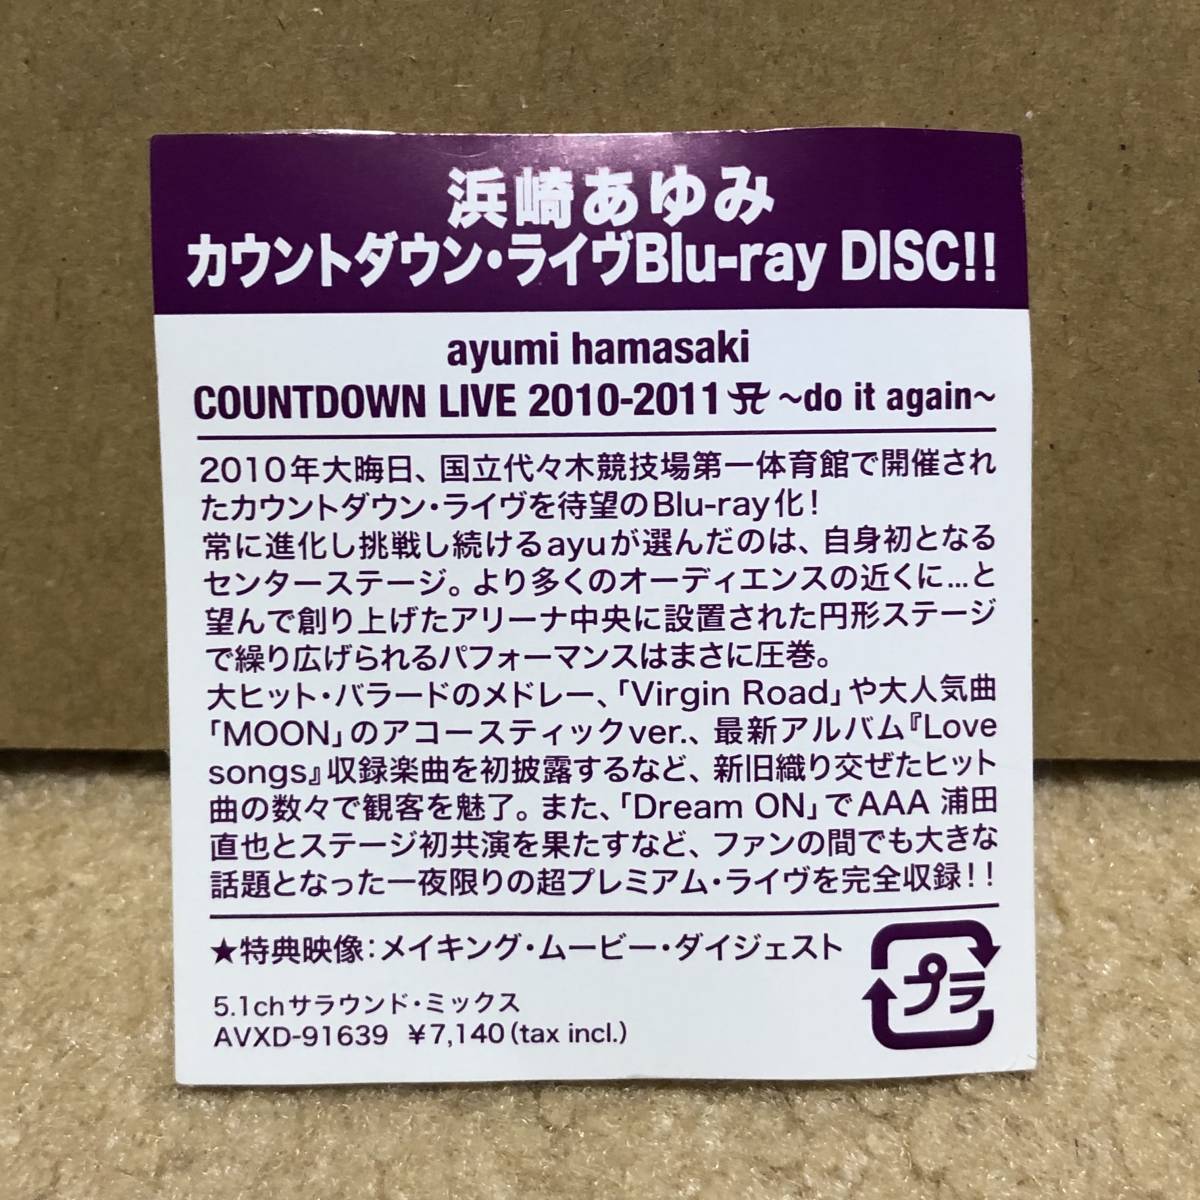 浜崎あゆみ
カウントダウン・ライヴBlu-ray DISC!!
ayumi hamasaki
COUNTDOWN LIVE 2010-2011 A ~do it again~
2010年大晦日、国立代々木競技場第一体育館で開催され
たカウントダウン・ライヴを待望のBlu-ray化!
常に進化し挑戦し続けるayuが選んだのは、自身初となる
センターステージ。より多くのオーディエンスの近くに...と
望んで創り上げたアリーナ中央に設置された円形ステージ
で繰り広げられるパフォーマンスはまさに圧巻。
大ヒット・バラードのメドレー、「Virgin Road」や大人気曲
「MOON」のアコースティックver.、最新アルバム『Love
songs』収録楽曲を初披露するなど、新旧織り交ぜたヒット
曲の数々で観客を魅了。また、「Dream ON」でAAA 浦田
直也とステージ初共演を果たすなど、ファンの間でも大きな
話題となった一夜限りの超プレミアム・ライヴを完全収録!!
★特典映像:メイキング・ムービー・ダイジェスト
プラ
5.1chサラウンド・ミックス
AVXD-91639 ¥7,140(tax incl.)